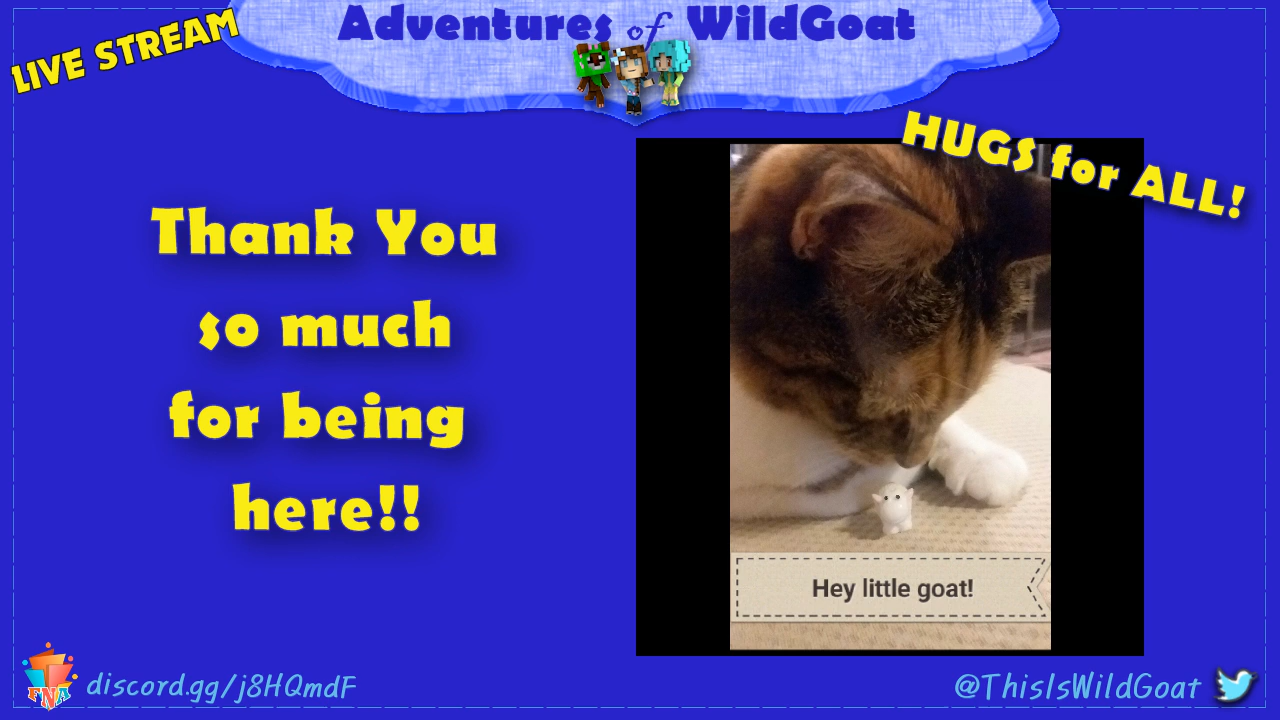 LIVE STREAM
Adventures of WildGoat
HUGS for ALL!
Thank You
so much
for being
here!!
Hey little goat!
FNA
discord.gg/j8HQmdF
@ThisIsWildGoat